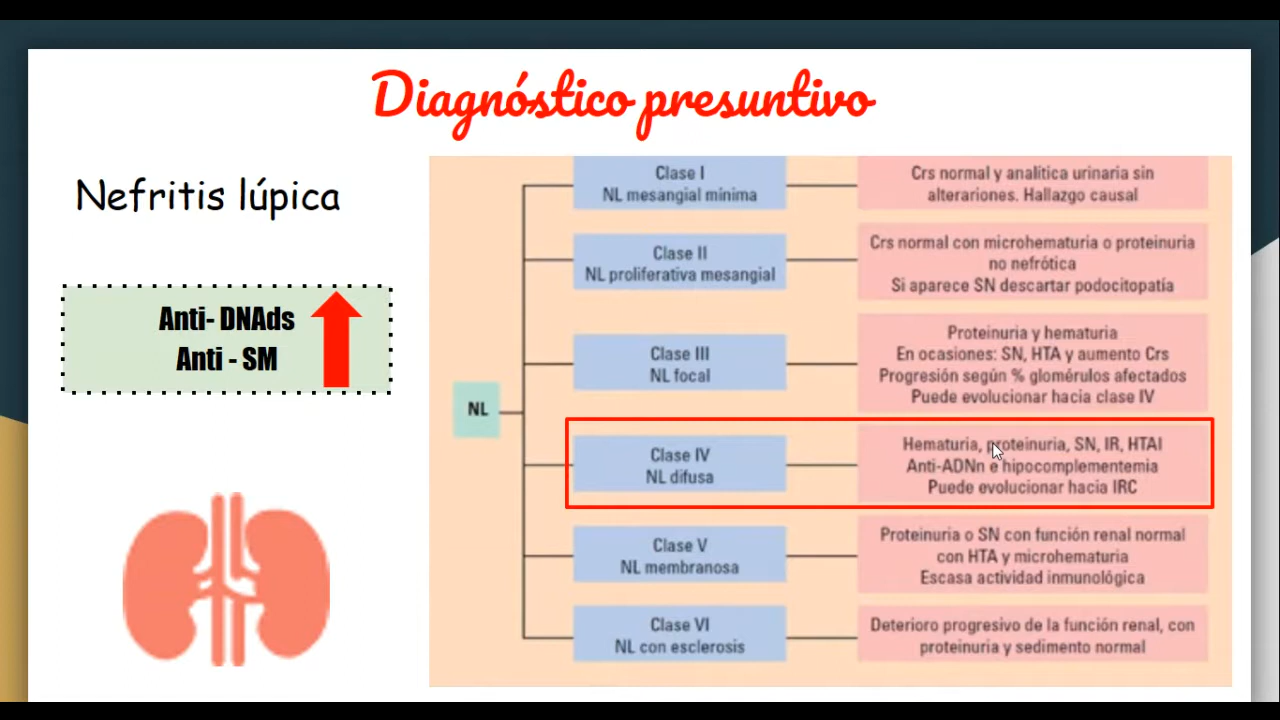 Diagnóstico presuntivo
Nefritis lúpica
Anti- DNAds
Anti - SM
NL
Clase I
NL mesangial mínima
Crs normal y analítica urinaria sin
alterariones. Hallazgo causal
Clase II
NL proliferativa mesangial
Crs normal con microhematuria o proteinuria
no nefrótica
Si aparece SN descartar podocitopatía
Clase III
NL focal
Proteinuria y hematuria
En ocasiones: SN, HTA y aumento Crs
Progresión según % glomérulos afectados
Puede evolucionar hacia clase IV
Clase IV
NL difusa
Hematuria, proteinuria, SN, IR, HTAI
Anti-ADNn e hipocomplementemia
Puede evolucionar hacia IRC
Clase V
NL membranosa
Proteinuria o SN con función renal normal
con HTA y microhematuria
Escasa actividad inmunológica
Clase VI
NL con esclerosis
Deterioro progresivo de la función renal, con
proteinuria y sedimento normal